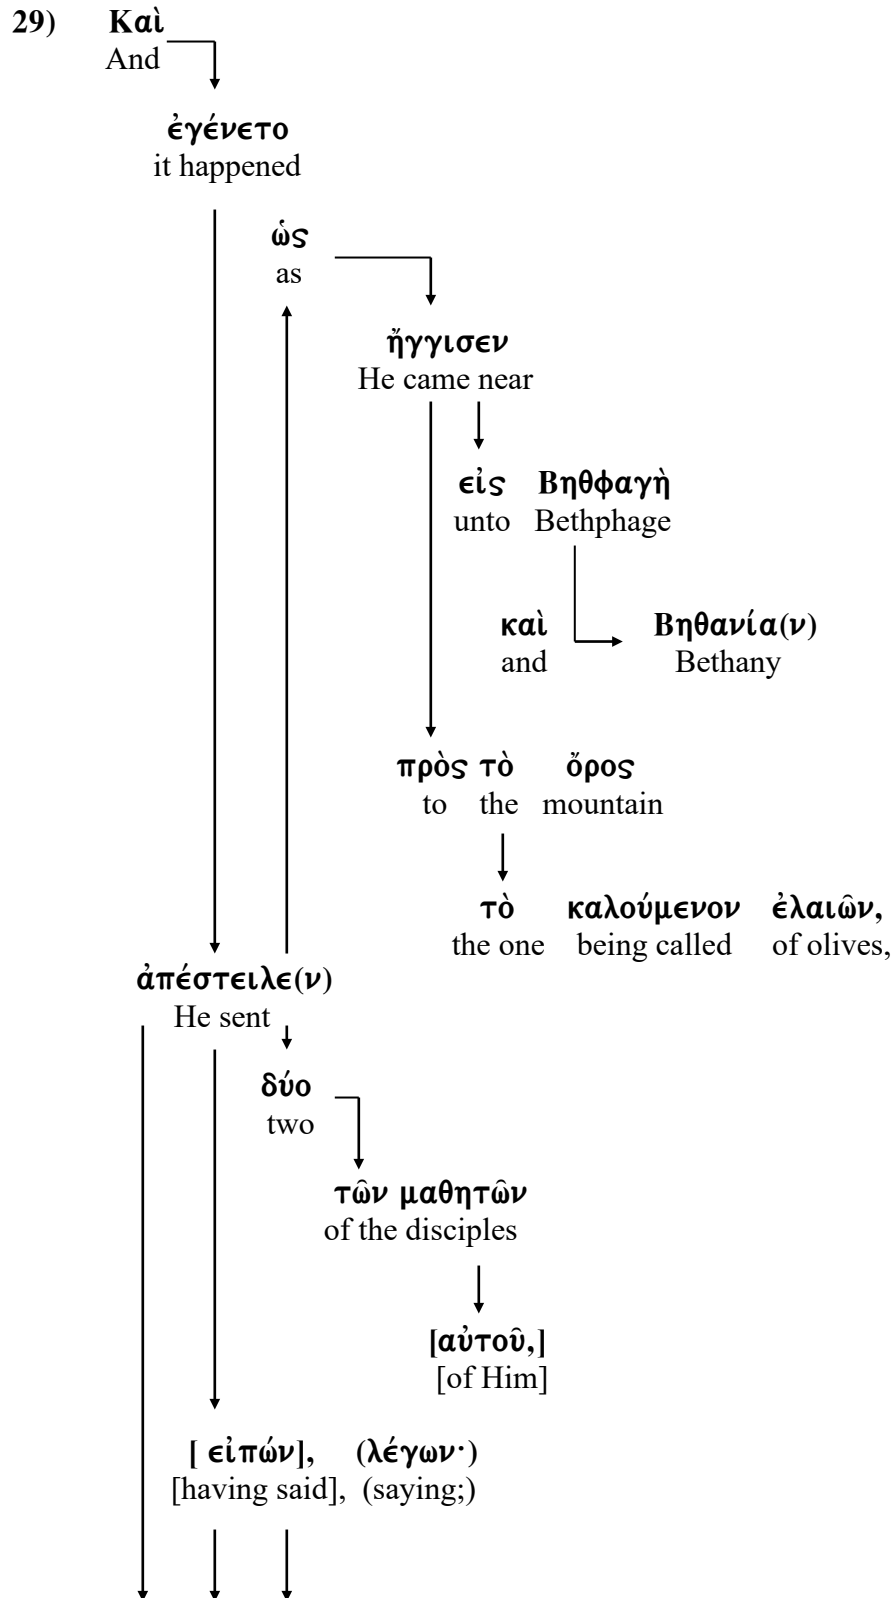 29) Καὶ
And
ἐγένετο
it happened
ὡς
as
ἤγγισεν
He came near
εἰς Βηθφαγὴ
unto Bethphage
καὶ Βηθανία(ν)
and Bethany
πρὸς τὸ ὄρος
to the mountain
τὸ καλούμενον ἐλαιῶν,
the one being called of olives,
ἀπέστειλε(ν)
He sent
δύο
two
τῶν μαθητῶν
of the disciples
[αὐτοῦ,]
[of Him]
[ εἰπών], (λέγων·)
[having said], (saying;)